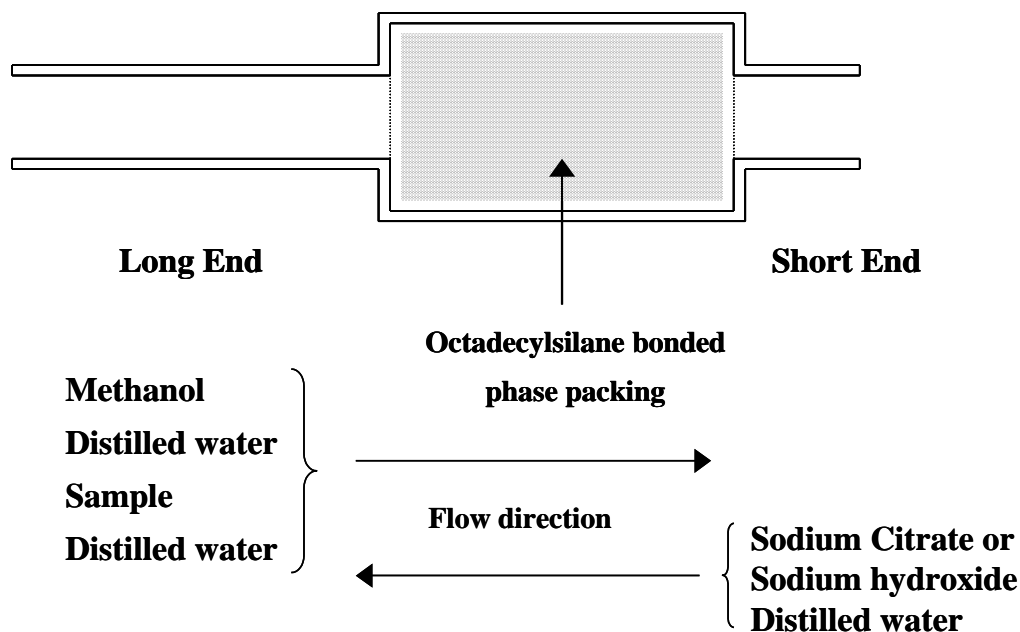 Long End
Short End
Octadecylsilane bonded
phase packing
Methanol
Distilled water
Sample
Distilled water
Flow direction
Sodium Citrate or
Sodium hydroxide
Distilled water